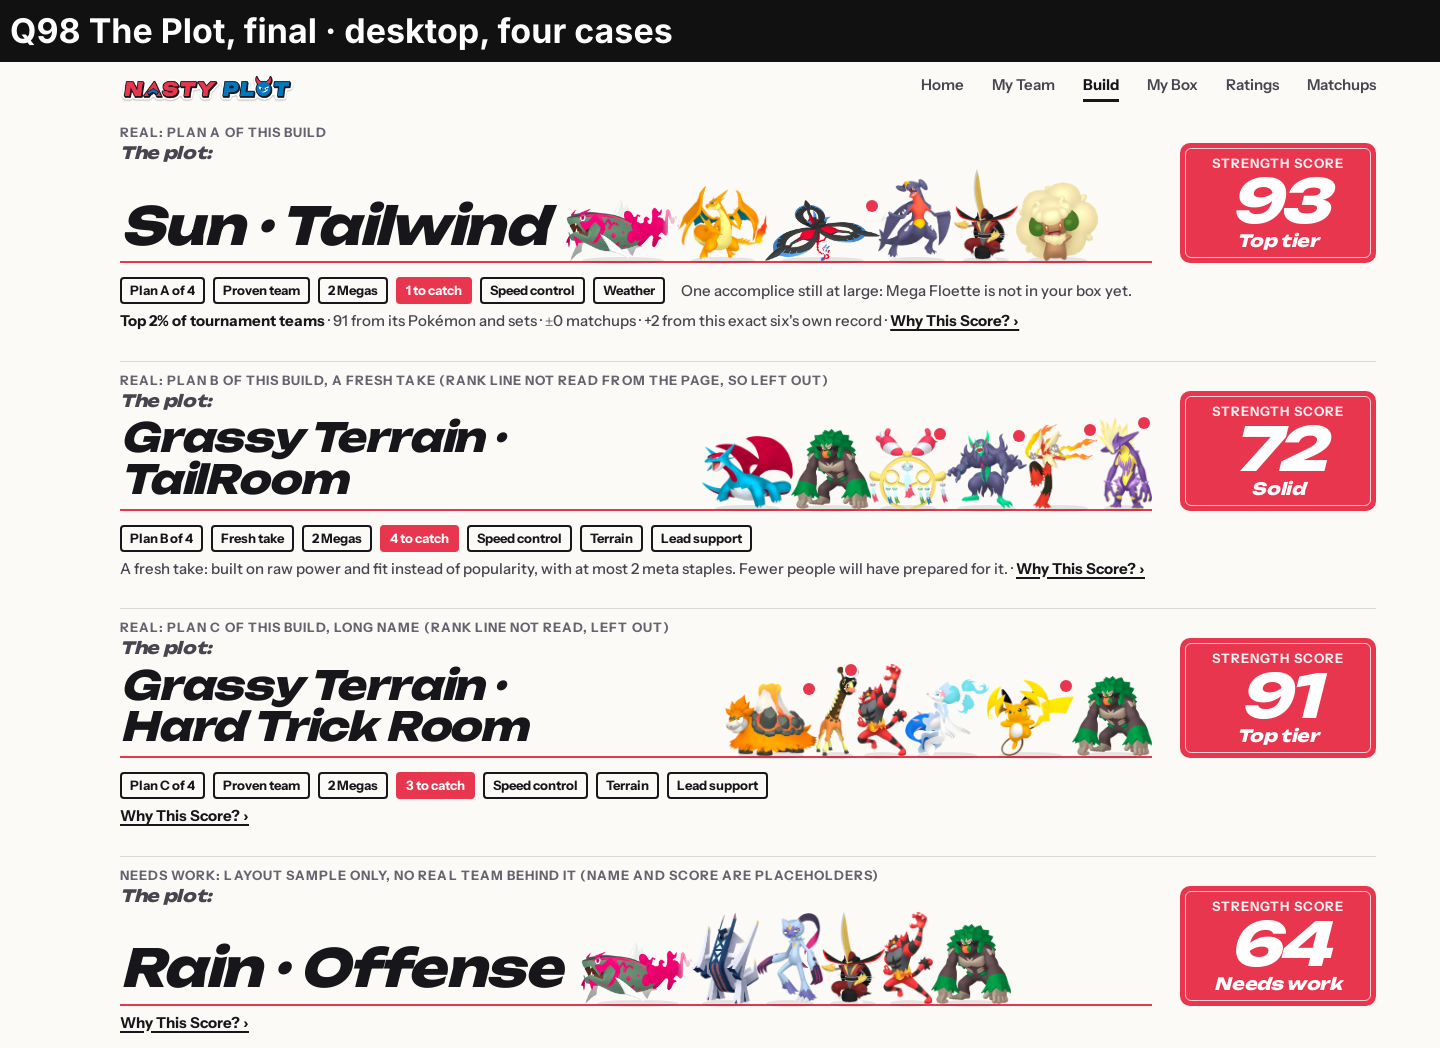 Q98 The Plot, final · desktop, four cases
NASTY PLOT
Home My Team Build My Box Ratings Matchups
REAL: PLAN A OF THIS BUILD
The plot:
Sun · Tailwind
STRENGTH SCORE
93
Top tier
Plan A of 4 Proven team 2 Megas 1 to catch Speed control Weather One accomplice still at large: Mega Floette is not in your box yet.
Top 2% of tournament teams · 91 from its Pokémon and sets · ±0 matchups · +2 from this exact six's own record · Why This Score? ›
REAL: PLAN B OF THIS BUILD, A FRESH TAKE (RANK LINE NOT READ FROM THE PAGE, SO LEFT OUT)
The plot:
Grassy Terrain ·
TailRoom
STRENGTH SCORE
72
Solid
Plan B of 4 Fresh take 2 Megas 4 to catch Speed control Terrain Lead support
A fresh take: built on raw power and fit instead of popularity, with at most 2 meta staples. Fewer people will have prepared for it. · Why This Score? ›
REAL: PLAN C OF THIS BUILD, LONG NAME (RANK LINE NOT READ, LEFT OUT)
The plot:
Grassy Terrain ·
Hard Trick Room
STRENGTH SCORE
91
Top tier
Plan C of 4 Proven team 2 Megas 3 to catch Speed control Terrain Lead support
Why This Score? ›
NEEDS WORK: LAYOUT SAMPLE ONLY, NO REAL TEAM BEHIND IT (NAME AND SCORE ARE PLACEHOLDERS)
The plot:
Rain · Offense
STRENGTH SCORE
64
Needs work
Why This Score? ›